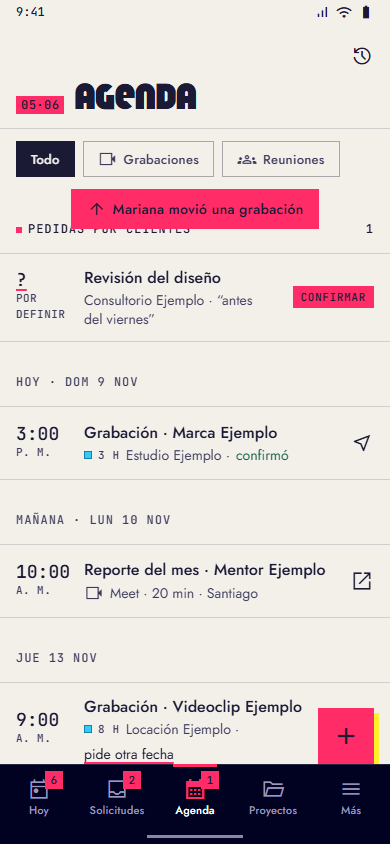 9:41
05·06 AGENDA
Todo Grabaciones Reuniones
Mariana movió una grabación
PEDIDAS POR CLIENTES 1
? Revisión del diseño
POR Consultorio Ejemplo · “antes CONFIRMAR
DEFINIR del viernes”
HOY · DOM 9 NOV
3:00 Grabación · Marca Ejemplo
P. M. 3 H Estudio Ejemplo · confirmó
MAÑANA · LUN 10 NOV
10:00 Reporte del mes · Mentor Ejemplo
A. M. Meet · 20 min · Santiago
JUE 13 NOV
9:00 Grabación · Videoclip Ejemplo
A. M. 8 H Locación Ejemplo ·
pide otra fecha
+
6 2 1
Hoy Solicitudes Agenda Proyectos Más